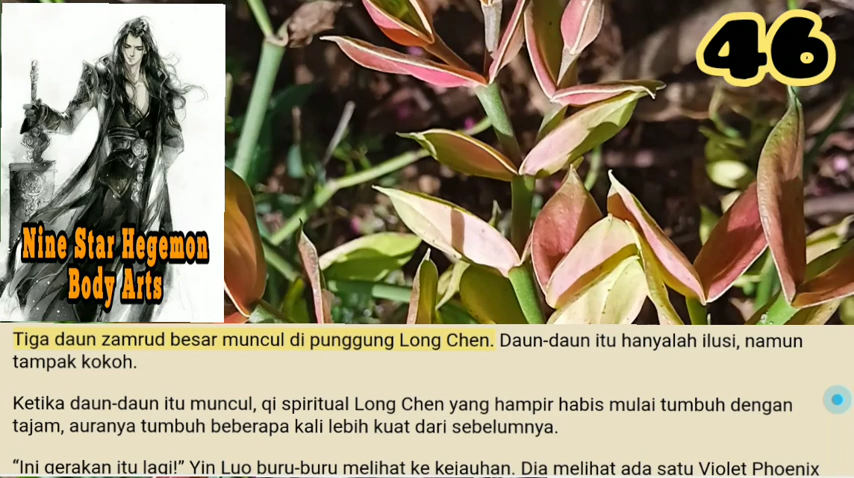 46
Nine Star Hegemon
Body Arts
Tiga daun zamrud besar muncul di punggung Long Chen. Daun-daun itu hanyalah ilusi, namun
tampak kokoh.
Ketika daun-daun itu muncul, qi spiritual Long Chen yang hampir habis mulai tumbuh dengan
tajam, auranya tumbuh beberapa kali lebih kuat dari sebelumnya.
“Ini gerakan itu lagi!” Yin Luo buru-buru melihat ke kejauhan. Dia melihat ada satu Violet Phoenix